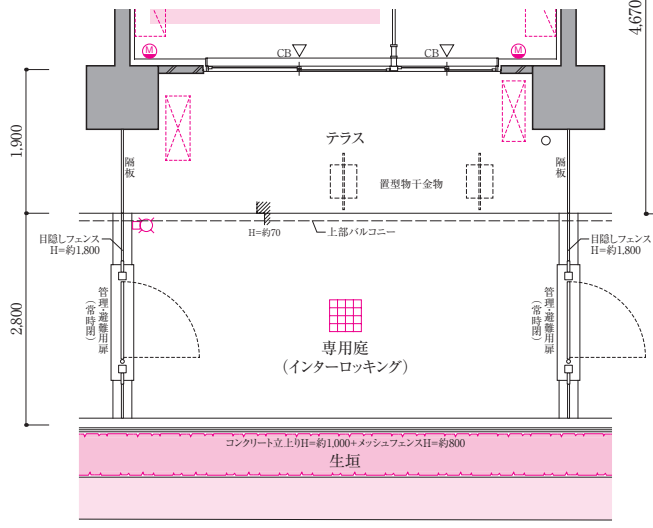 4,670
M
CB
CB
M
1,900
テラス
隔板
隔板
置型物干金物
H=約70
上部バルコニー
目隠しフェンス
H=約1,800
目隠しフェンス
H=約1,800
2,800
管理・避難用扉
(常時閉)
管理・避難用扉
(常時閉)
専用庭
(インターロッキング)
コンクリート立上りH=約1,000+メッシュフェンスH=約800
生垣